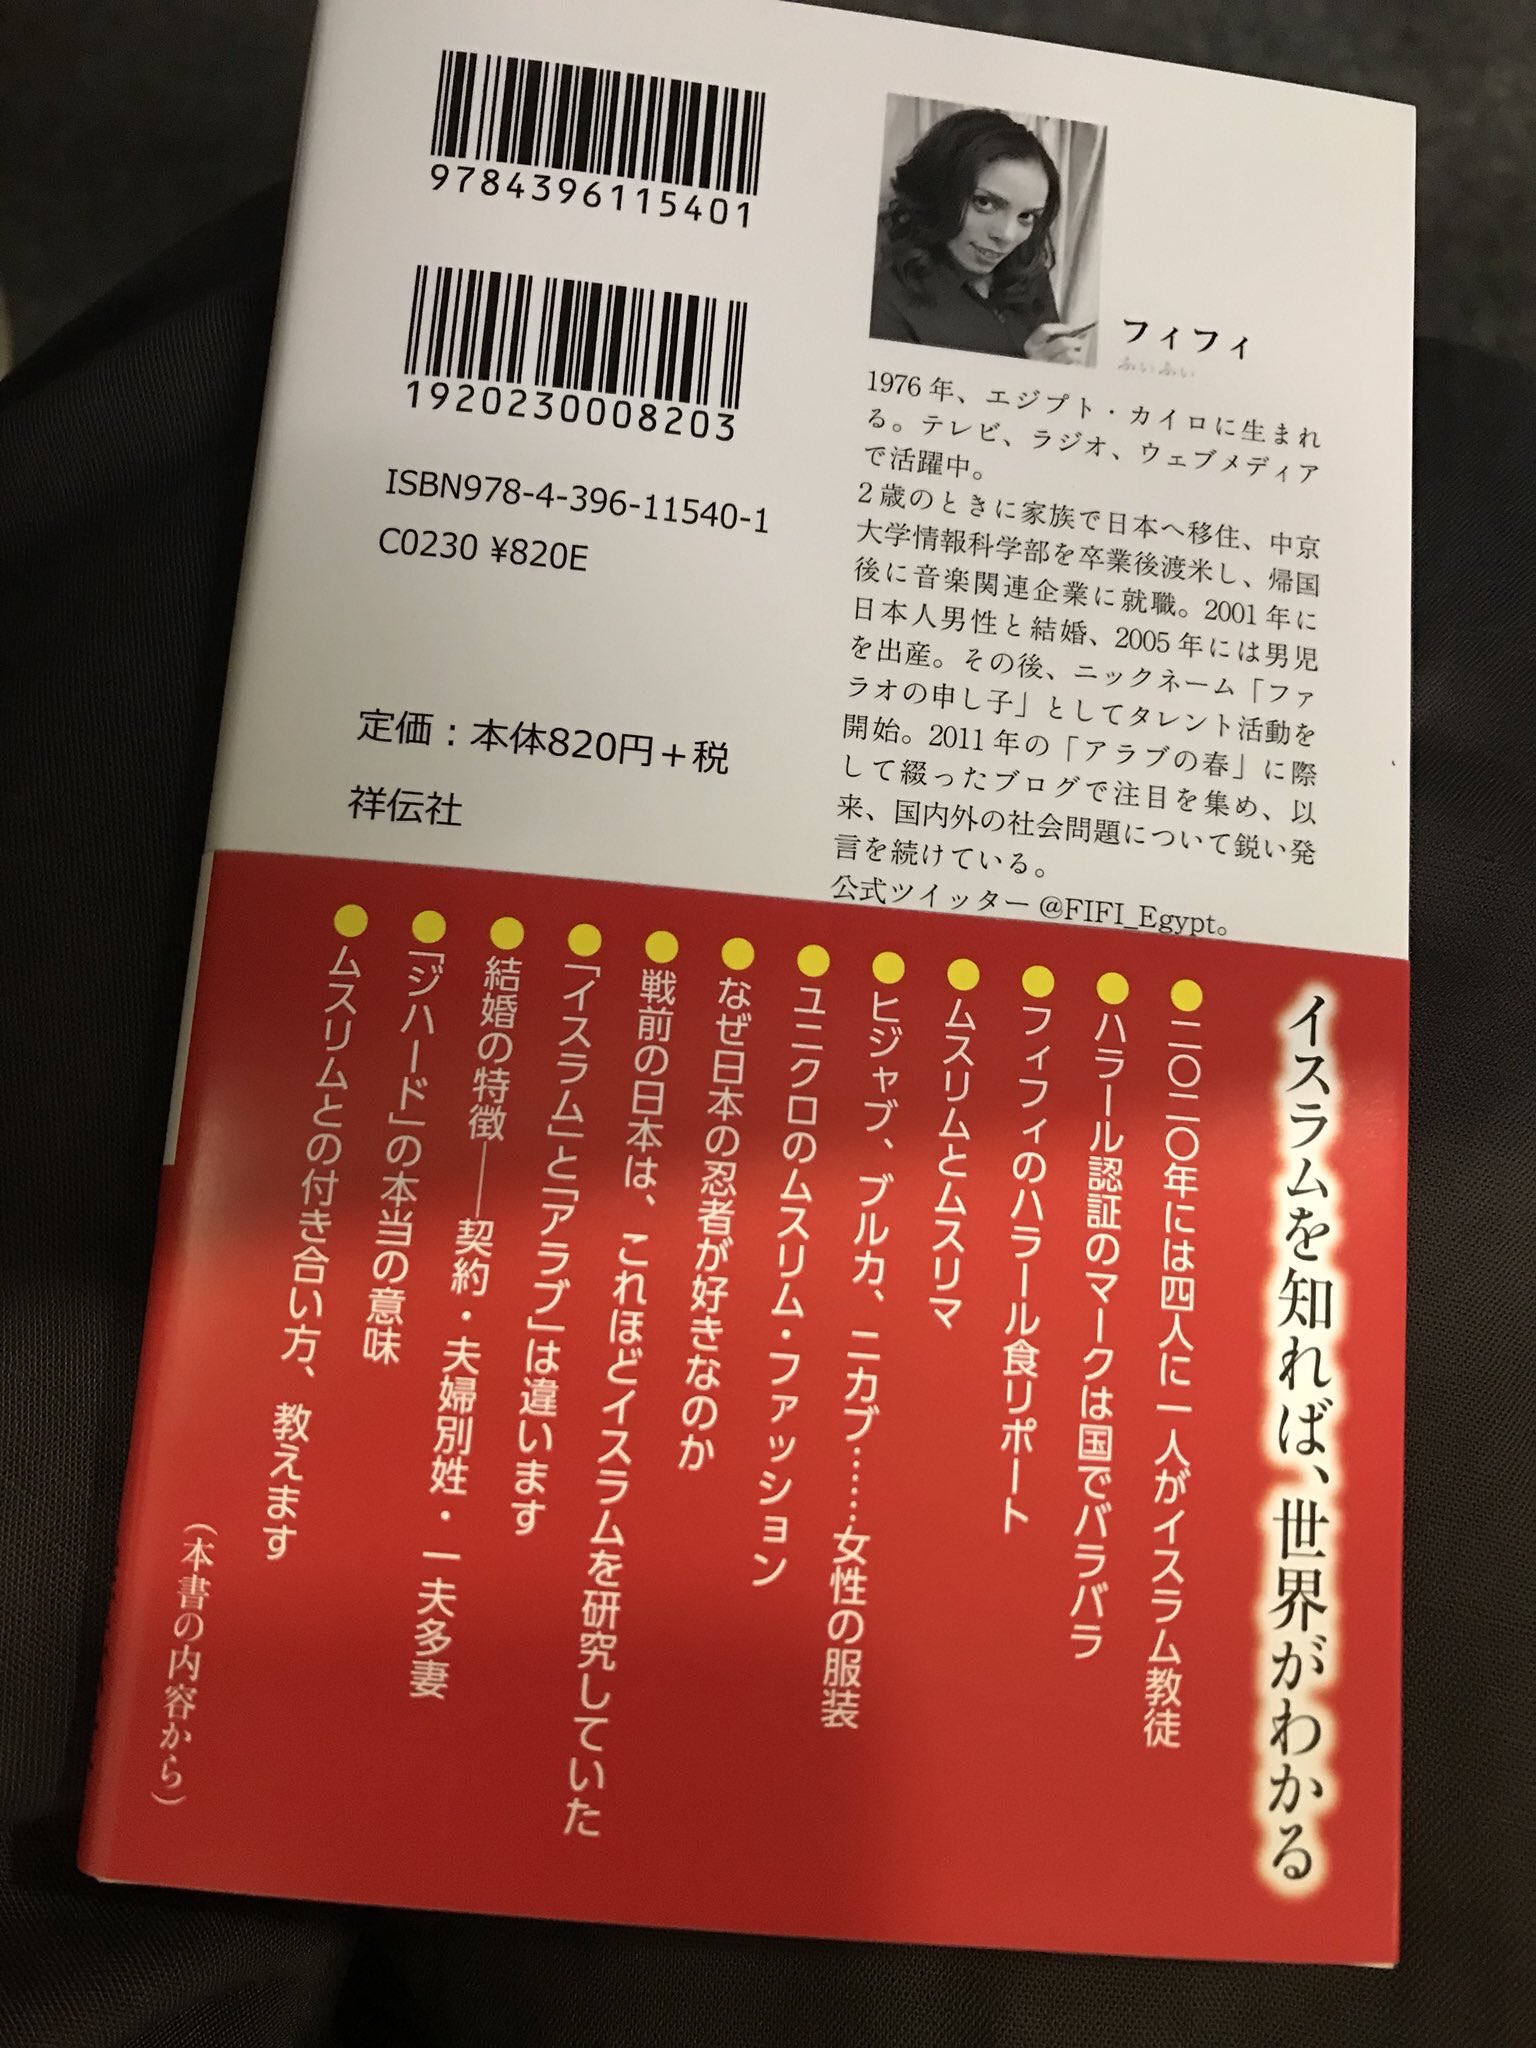 9784396115401
1920230008203
ISBN978-4-396-11540-1
C0230 ¥820E
定価：本体820円＋税
祥伝社
フィフィ
ふぃふぃ
1976年、エジプト・カイロに生まれ
る。テレビ、ラジオ、ウェブメディア
で活躍中。
2歳のときに家族で日本へ移住、中京
大学情報科学部を卒業後渡米し、帰国
後に音楽関連企業に就職。2001年に
日本人男性と結婚、2005年には男児
を出産。その後、ニックネーム「ファ
ラオの申し子」としてタレント活動を
開始。2011年の「アラブの春」に際
して綴ったブログで注目を集め、以
来、国内外の社会問題について鋭い発
言を続けている。
公式ツイッター@FIFI_Egypt。
イスラムを知れば、世界がわかる
●二〇二〇年には四人に一人がイスラム教徒
●ハラール認証のマークは国でバラバラ
●フィフィのハラール食リポート
●ムスリムとムスリマ
●ヒジャブ、ブルカ、ニカブ……女性の服装
●ユニクロのムスリム・ファッション
●なぜ日本の忍者が好きなのか
●戦前の日本は、これほどイスラムを研究していた
●「イスラム」と「アラブ」は違います
●結婚の特徴――契約・夫婦別姓・一夫多妻
●「ジハード」の本当の意味
●ムスリムとの付き合い方、教えます
（本書の内容から）